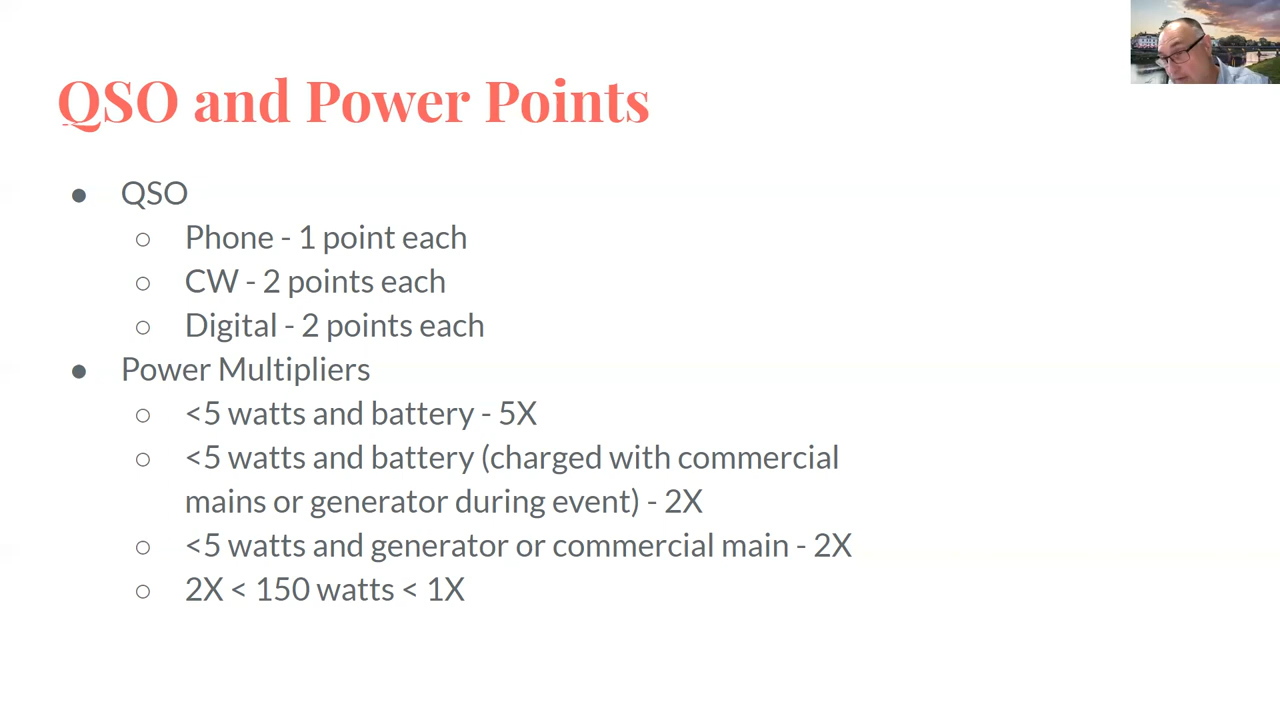 QSO and Power Points
● QSO
○ Phone - 1 point each
○ CW - 2 points each
○ Digital - 2 points each
● Power Multipliers
○ <5 watts and battery - 5X
○ <5 watts and battery (charged with commercial
mains or generator during event) - 2X
○ <5 watts and generator or commercial main - 2X
○ 2X < 150 watts < 1X